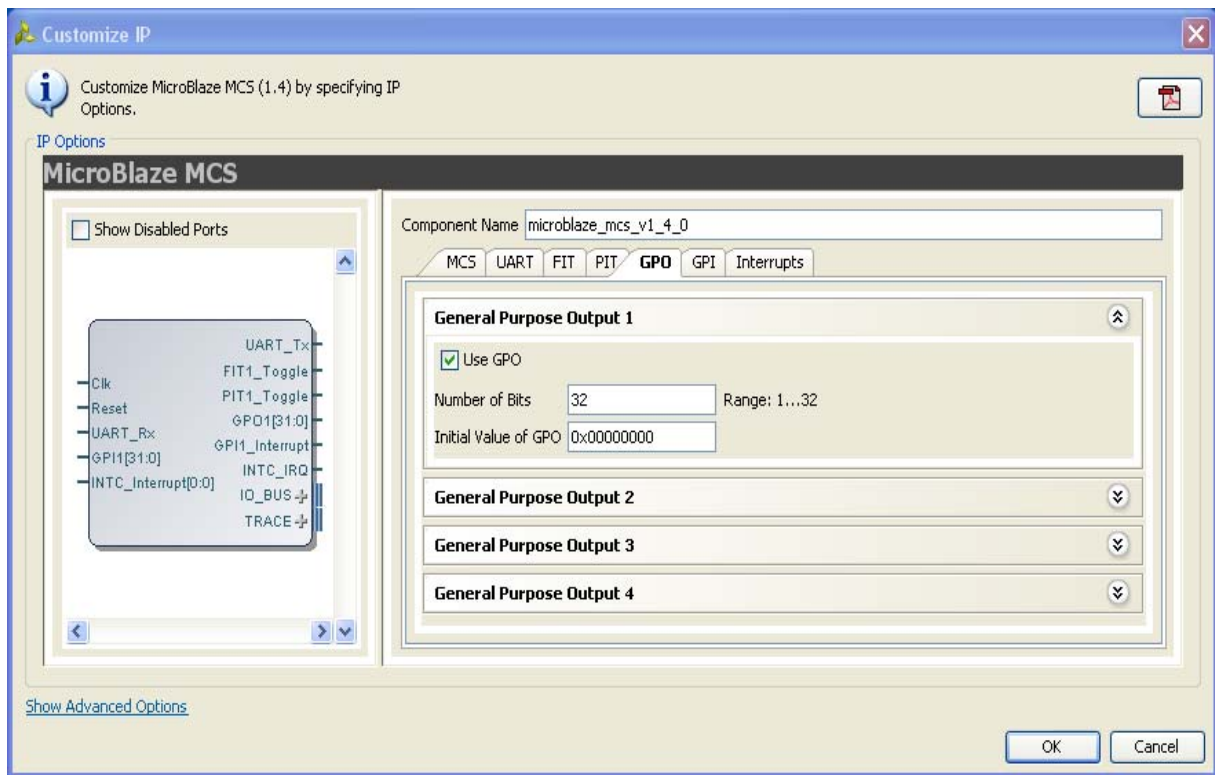 Customize IP
Customize MicroBlaze MCS (1.4) by specifying IP
Options.
IP Options
MicroBlaze MCS
Show Disabled Ports
Clk
Reset
UART_Rx
GPI1[31:0]
INTC_Interrupt[0:0]
UART_Tx
FIT1_Toggle
PIT1_Toggle
GPO1[31:0]
GPI1_Interrupt
INTC_IRQ
IO_BUS
TRACE
Component Name microblaze_mcs_v1_4_0
MCS UART FIT PIT GPO GPI Interrupts
General Purpose Output 1
Use GPO
Number of Bits 32 Range: 1...32
Initial Value of GPO 0x00000000
General Purpose Output 2
General Purpose Output 3
General Purpose Output 4
Show Advanced Options
OK Cancel